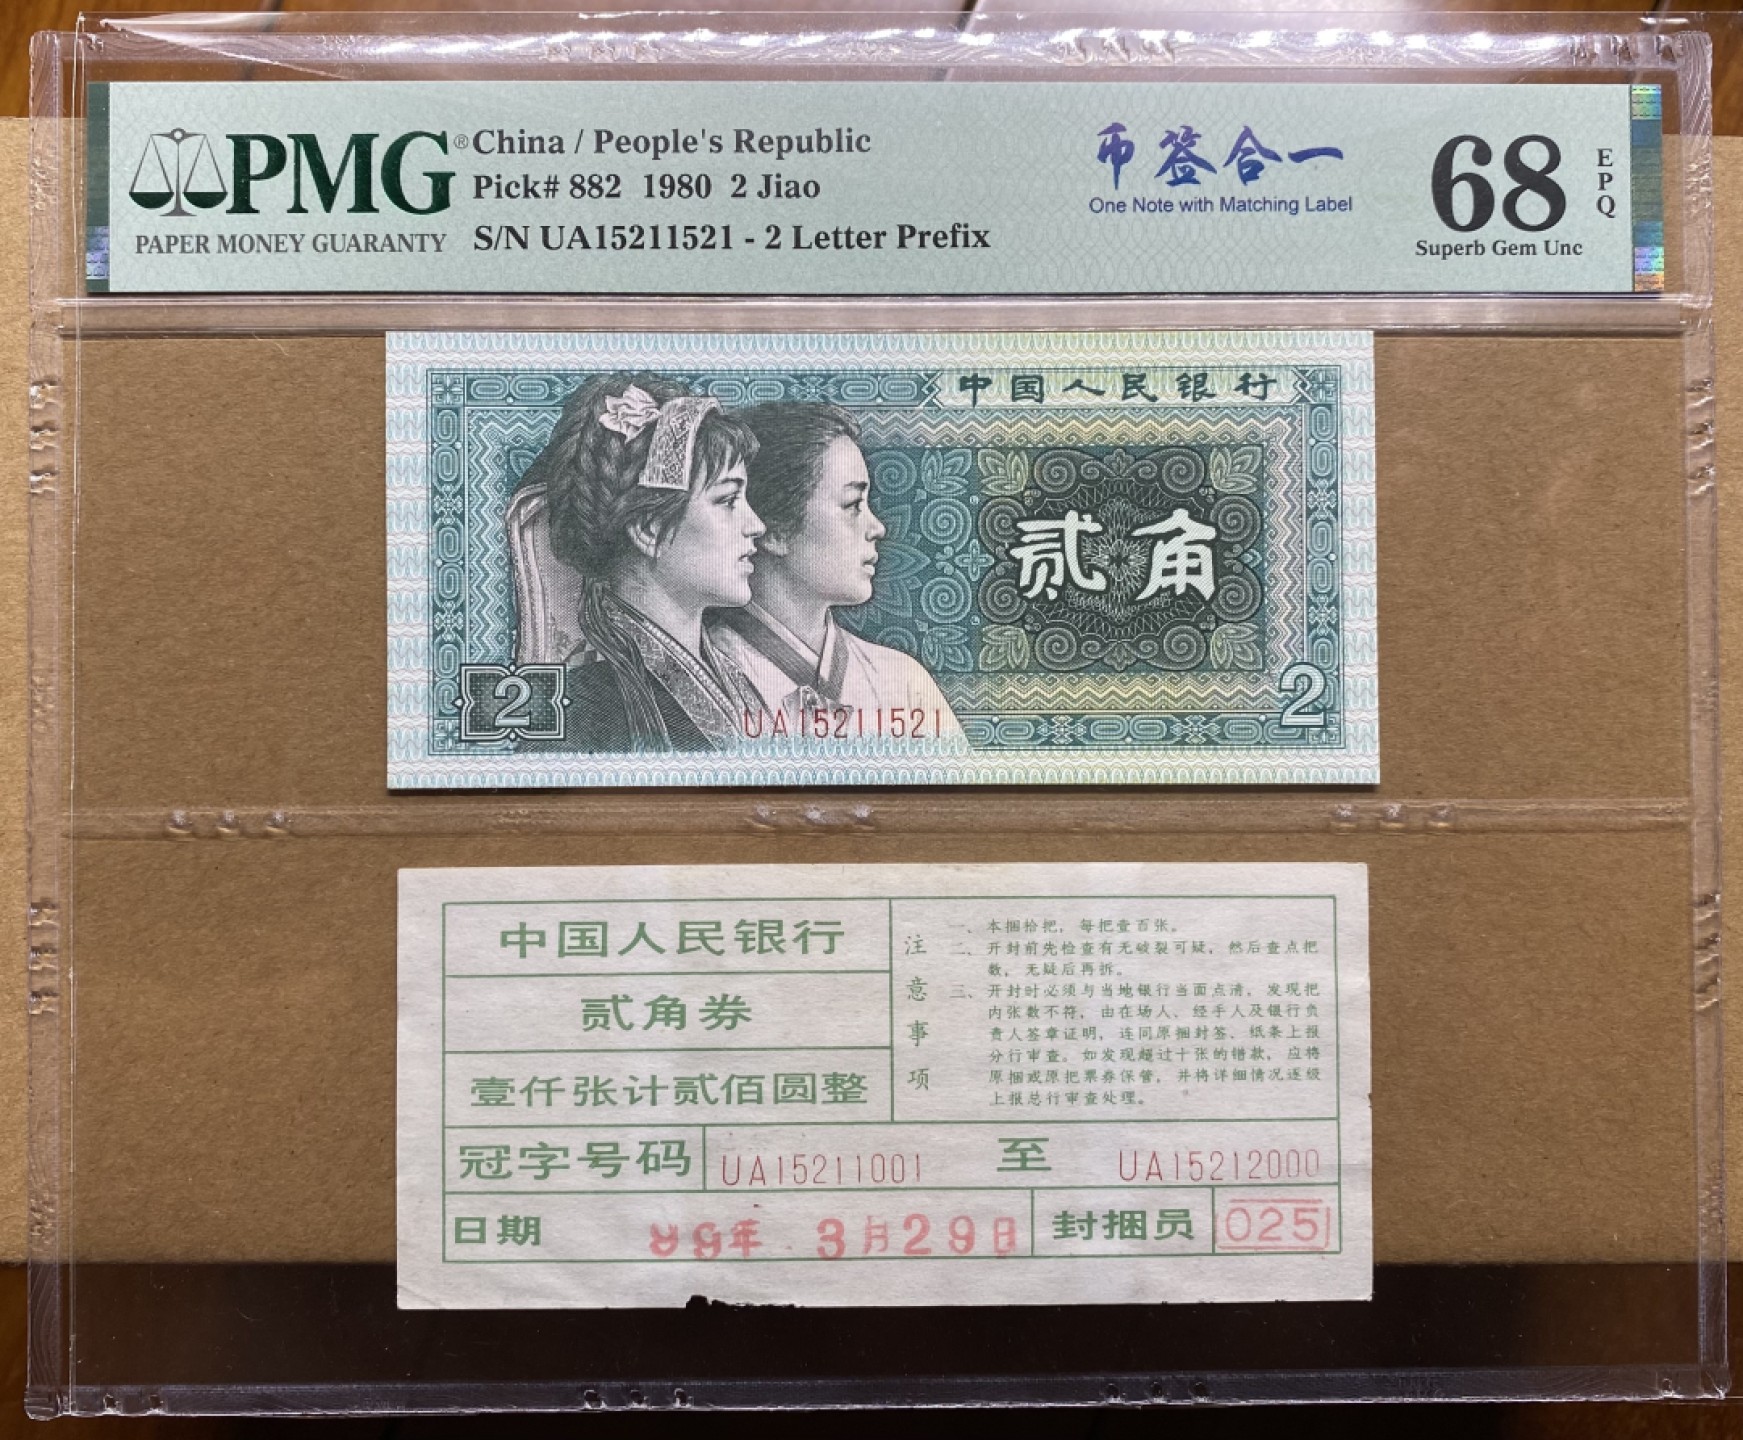 PMG®
PAPER MONEY GUARANTY
China / People's Republic
Pick# 882 1980 2 Jiao
S/N UA15211521 - 2 Letter Prefix
币签合一
One Note with Matching Label
68
EPQ
Superb Gem Unc
中国人民银行
贰角
2
2
UA15211521
中国人民银行
贰角券
壹仟张计贰佰圆整
注意事项
一、本捆拾把，每把壹百张。
二、开封前先检查有无破裂可疑，然后查点把
数，无疑后再拆。
三、开封时必须与当地银行当面点清，发现把
内张数不符，由在场人、经手人及银行负
责人签章证明，连同原捆封签、纸条上报
分行审查。如发现超过十张的错款，应将
原捆或原把票券保管，并将详细情况逐级
上报总行审查处理。
冠字号码 UA15211001 至 UA15212000
日期 89年 3月29日 封捆员 025